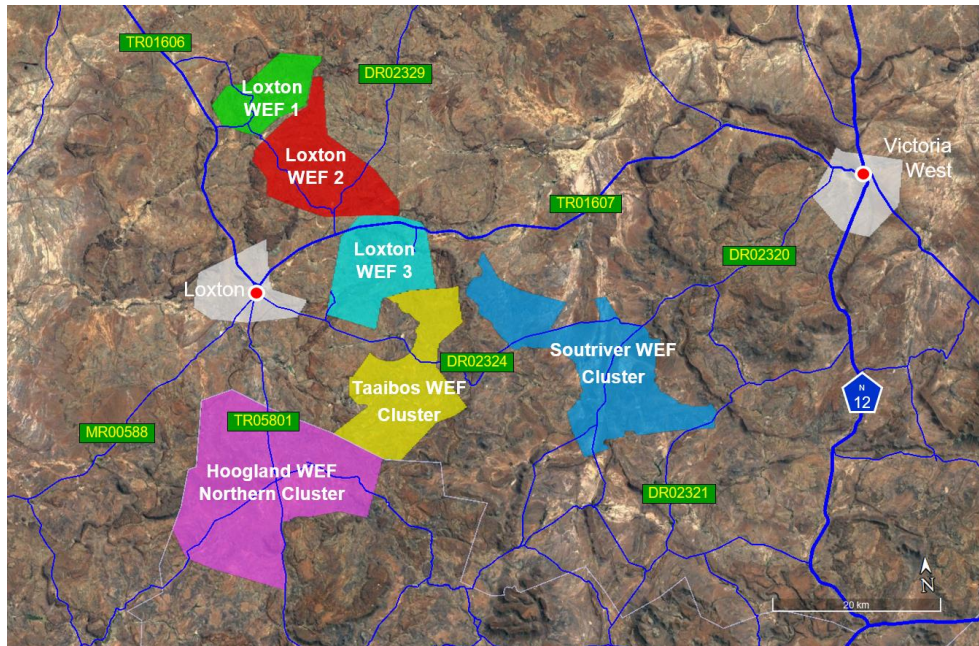 TR01606
Loxton
WEF 1
DR02329
Loxton
WEF 2
Victoria
West
TR01607
Loxton
WEF 3
DR02320
Loxton
Soutriver WEF
Cluster
DR02324
Taaibos WEF
Cluster
N
12
TR05801
MR00588
Hoogland WEF
Northern Cluster
DR02321
N
20 km